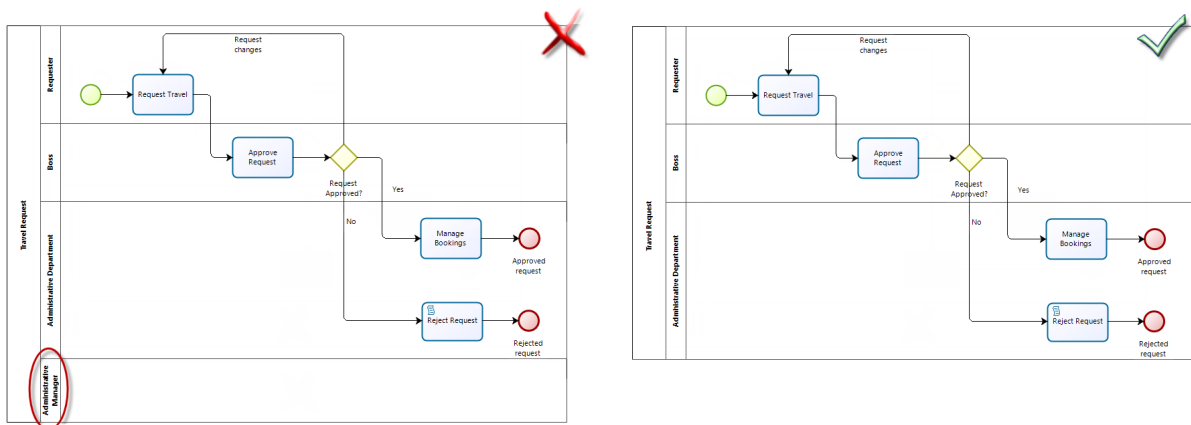 Travel Request
Requester
Request
changes
Request Travel
Boss
Approve
Request
Request
Approved?
Yes
No
Administrative Department
Manage
Bookings
Approved
request
Reject Request
Rejected
request
Administrative
Manager
Travel Request
Requester
Request
changes
Request Travel
Boss
Approve
Request
Request
Approved?
Yes
No
Administrative Department
Manage
Bookings
Approved
request
Reject Request
Rejected
request